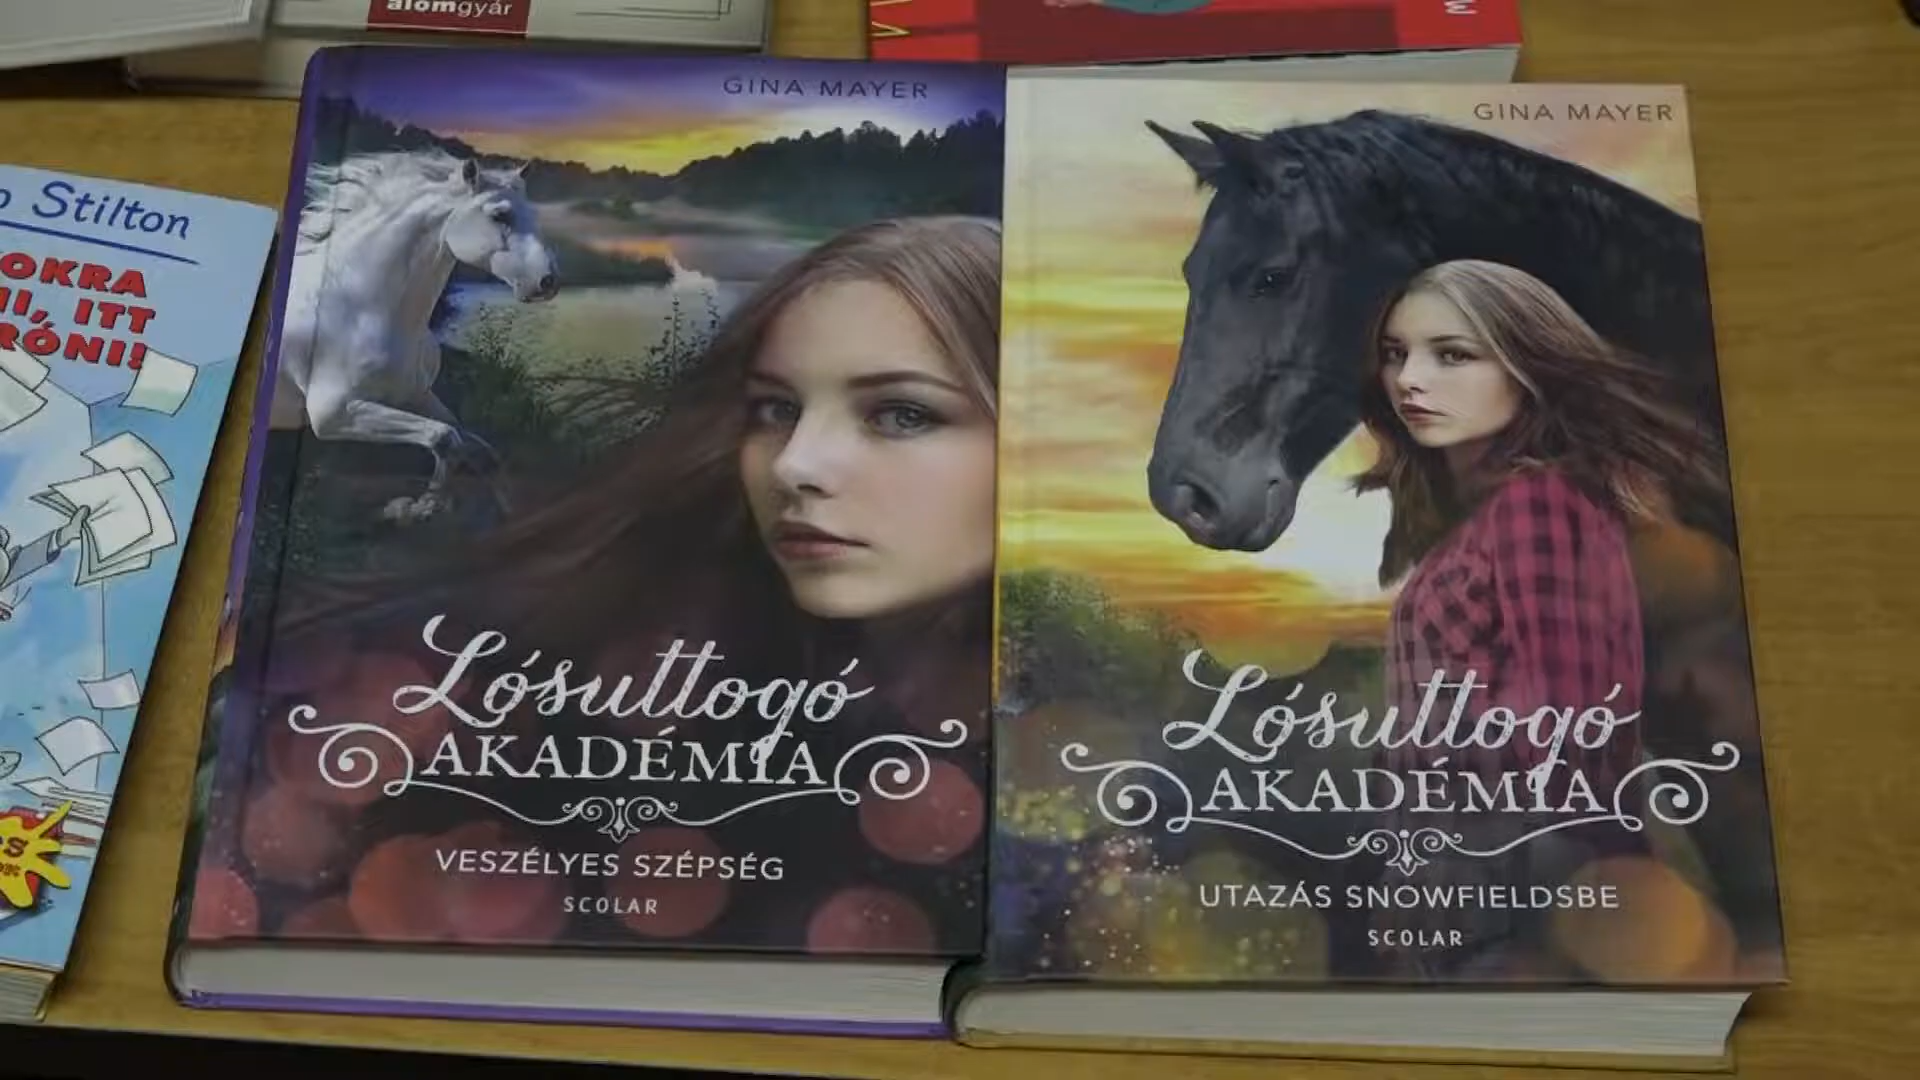 álomgyár
Stilton
OKRA
ITT
RÓNI!
GINA MAYER
Lósuttogó
AKADÉMIA
VESZÉLYES SZÉPSÉG
SCOLAR
GINA MAYER
Lósuttogó
AKADÉMIA
UTAZÁS SNOWFIELDSBE
SCOLAR